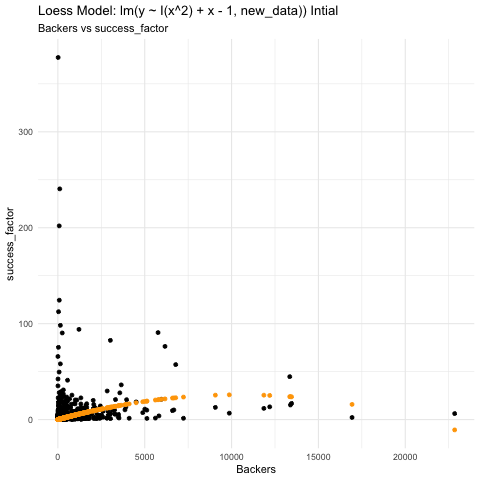 Loess Model: lm(y ~ I(x^2) + x - 1, new_data)) Intial
Backers vs success_factor
success_factor
300
200
100
0
0 5000 10000 15000 20000
Backers